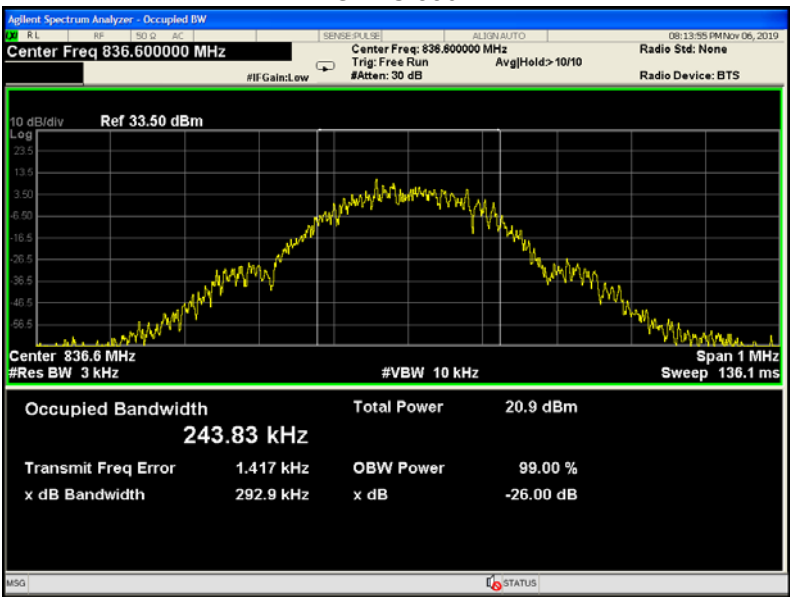 Agilent Spectrum Analyzer - Occupied BW
RL RF 50 Ω AC SENSE:PULSE ALIGN AUTO 08:13:55 PM Nov 06, 2019
Center Freq 836.600000 MHz Center Freq: 836.600000 MHz Radio Std: None
Trig: Free Run Avg|Hold:> 10/10
#IFGain:Low #Atten: 30 dB Radio Device: BTS
10 dB/div Ref 33.50 dBm
Log
23.5
13.5
3.50
-6.50
-16.5
-26.5
-36.5
-46.5
-56.5
Center 836.6 MHz Span 1 MHz
#Res BW 3 kHz #VBW 10 kHz Sweep 136.1 ms
Occupied Bandwidth Total Power 20.9 dBm
243.83 kHz
Transmit Freq Error 1.417 kHz OBW Power 99.00 %
x dB Bandwidth 292.9 kHz x dB -26.00 dB
MSG STATUS